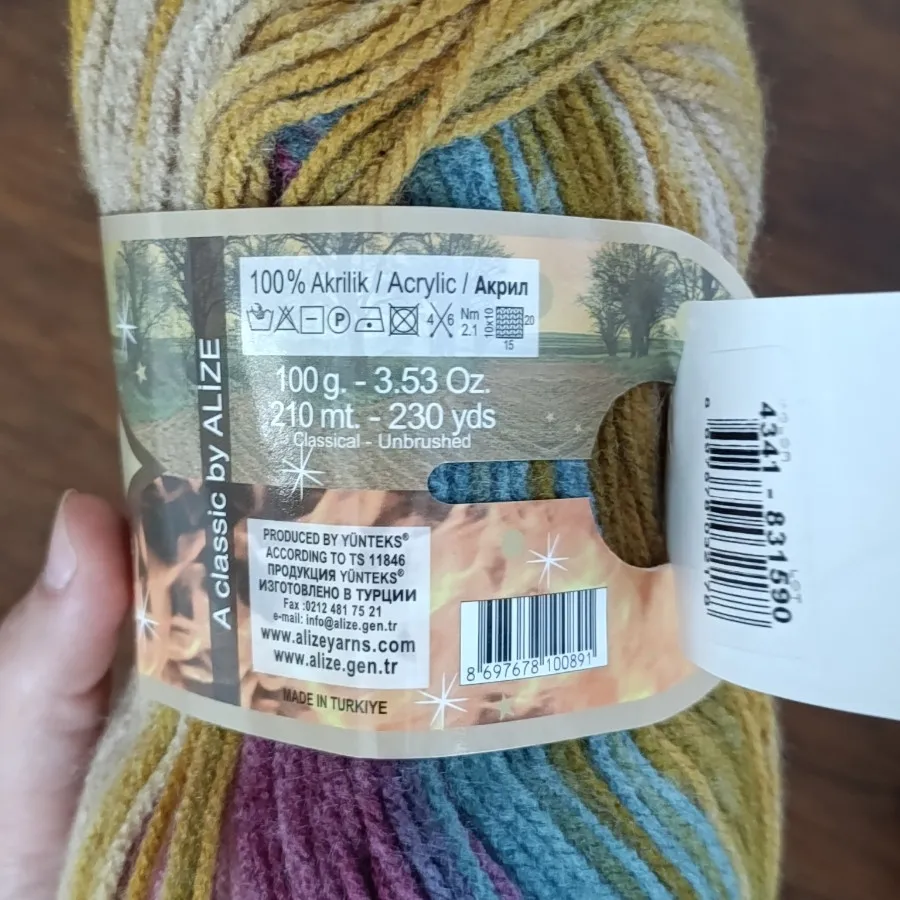 100% Akrilik / Acrylic / Акрил
P
4 6
Nm
2.1
10x10
20
15
100 g. - 3.53 Oz.
210 mt. - 230 yds
Classical - Unbrushed
A classic by ALİZE
PRODUCED BY YÜNTEKS®
ACCORDING TO TS 11846
ПРОДУКЦИЯ YÜNTEKS®
ИЗГОТОВЛЕНО В ТУРЦИИ
Fax :0212 481 75 21
e-mail: info@alize.gen.tr
www.alizeyarns.com
www.alize.gen.tr
MADE IN TURKIYE
8 697678 100891
4341 - 831590